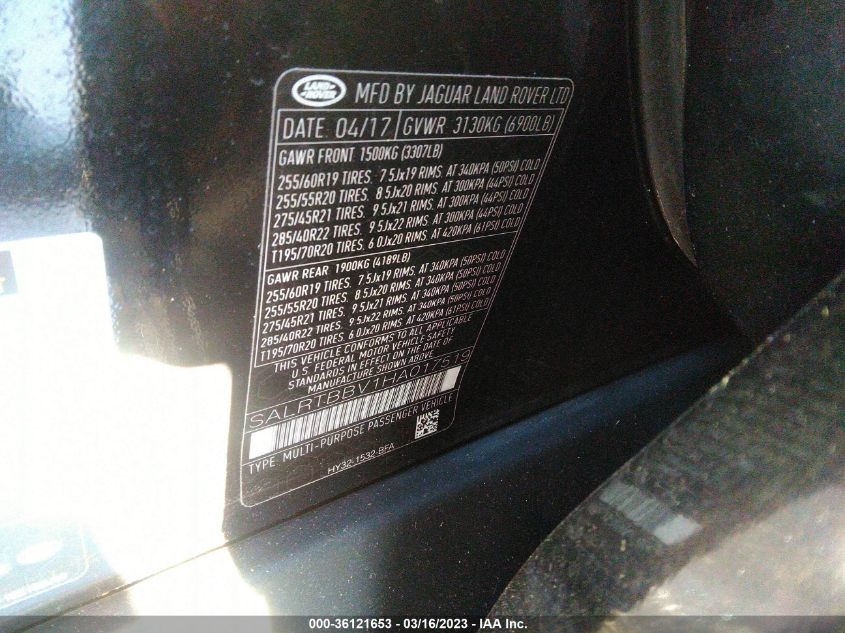 LAND ROVER
MFD BY JAGUAR LAND ROVER LTD
DATE: 04/17 GVWR 3130KG (6900LB)
GAWR FRONT 1500KG (3307LB)
255/60R19 TIRES. 7.5Jx19 RIMS. AT 340KPA (50PSI) COLD
255/55R20 TIRES. 8.5Jx20 RIMS. AT 300KPA (44PSI) COLD
275/45R21 TIRES. 9.5Jx21 RIMS. AT 300KPA (44PSI) COLD
285/40R22 TIRES. 9.5Jx22 RIMS. AT 300KPA (44PSI) COLD
T195/70R20 TIRES. 6.0Jx20 RIMS. AT 420KPA (61PSI) COLD
GAWR REAR 1900KG (4189LB)
255/60R19 TIRES. 7.5Jx19 RIMS. AT 340KPA (50PSI) COLD
255/55R20 TIRES. 8.5Jx20 RIMS. AT 340KPA (50PSI) COLD
275/45R21 TIRES. 9.5Jx21 RIMS. AT 340KPA (50PSI) COLD
285/40R22 TIRES. 9.5Jx22 RIMS. AT 340KPA (50PSI) COLD
T195/70R20 TIRES. 6.0Jx20 RIMS. AT 420KPA (61PSI) COLD
THIS VEHICLE CONFORMS TO ALL APPLICABLE
U.S. FEDERAL MOTOR VEHICLE SAFETY
STANDARDS IN EFFECT ON THE DATE OF
MANUFACTURE SHOWN ABOVE
SALRTBBV1HA017519
TYPE: MULTI-PURPOSE PASSENGER VEHICLE
HY32-1532-BFA
000-36121653 - 03/16/2023 - IAA Inc.